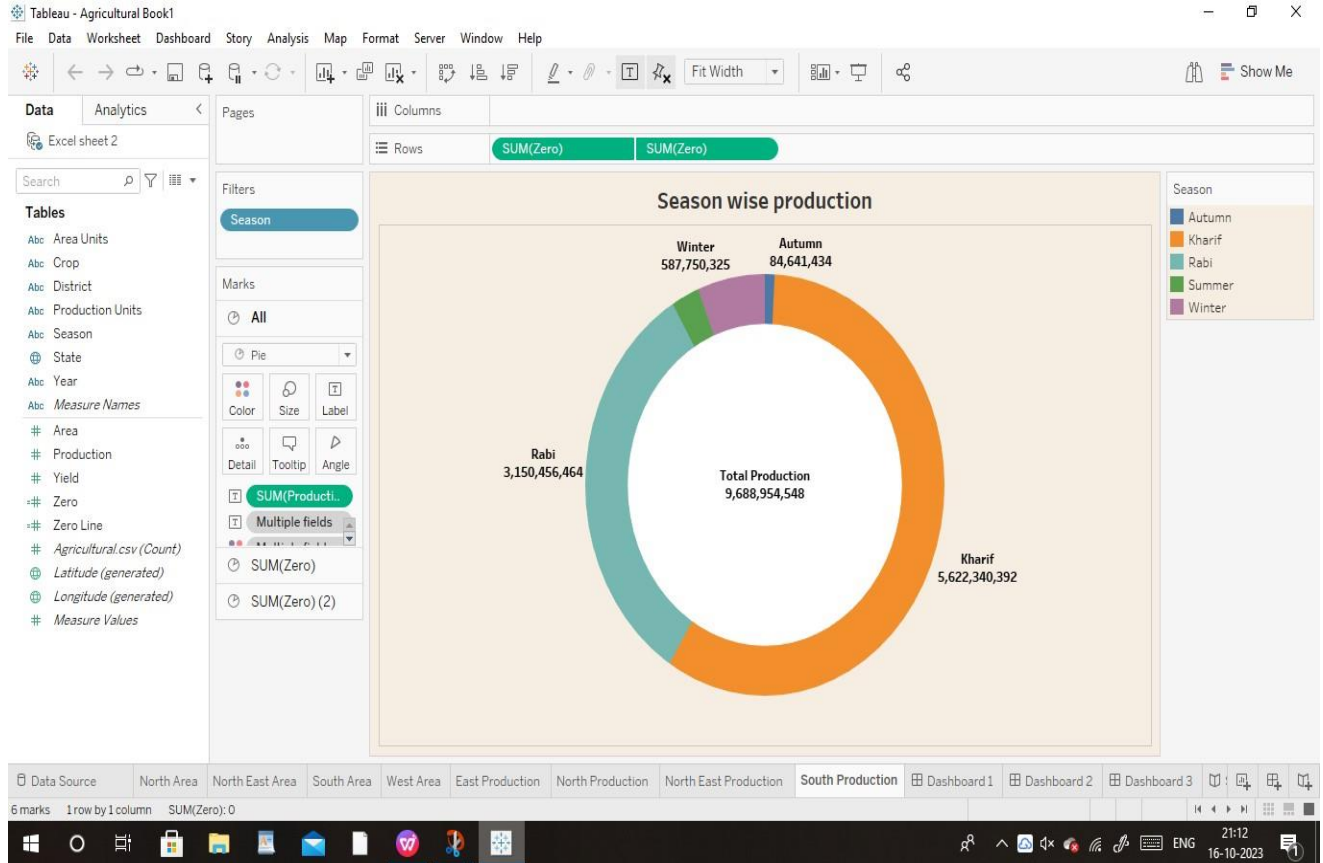 Tableau - Agricultural Book1
File Data Worksheet Dashboard Story Analysis Map Format Server Window Help
Fit Width
Show Me
Data Analytics
Pages
Columns
Excel sheet 2
Rows SUM(Zero) SUM(Zero)
Search
Tables
Abc Area Units
Abc Crop
Abc District
Abc Production Units
Abc Season
State
Abc Year
Abc Measure Names
# Area
# Production
# Yield
=# Zero
=# Zero Line
# Agricultural.csv (Count)
Latitude (generated)
Longitude (generated)
# Measure Values
Filters
Season
Marks
All
Pie
Color Size Label
Detail Tooltip Angle
SUM(Producti..
Multiple fields
SUM(Zero)
SUM(Zero) (2)
Season wise production
Winter
587,750,325
Autumn
84,641,434
Rabi
3,150,456,464
Total Production
9,688,954,548
Kharif
5,622,340,392
Season
Autumn
Kharif
Rabi
Summer
Winter
Data Source North Area North East Area South Area West Area East Production North Production North East Production South Production Dashboard 1 Dashboard 2 Dashboard 3
6 marks 1 row by 1 column SUM(Zero): 0
ENG
21:12
16-10-2023
1